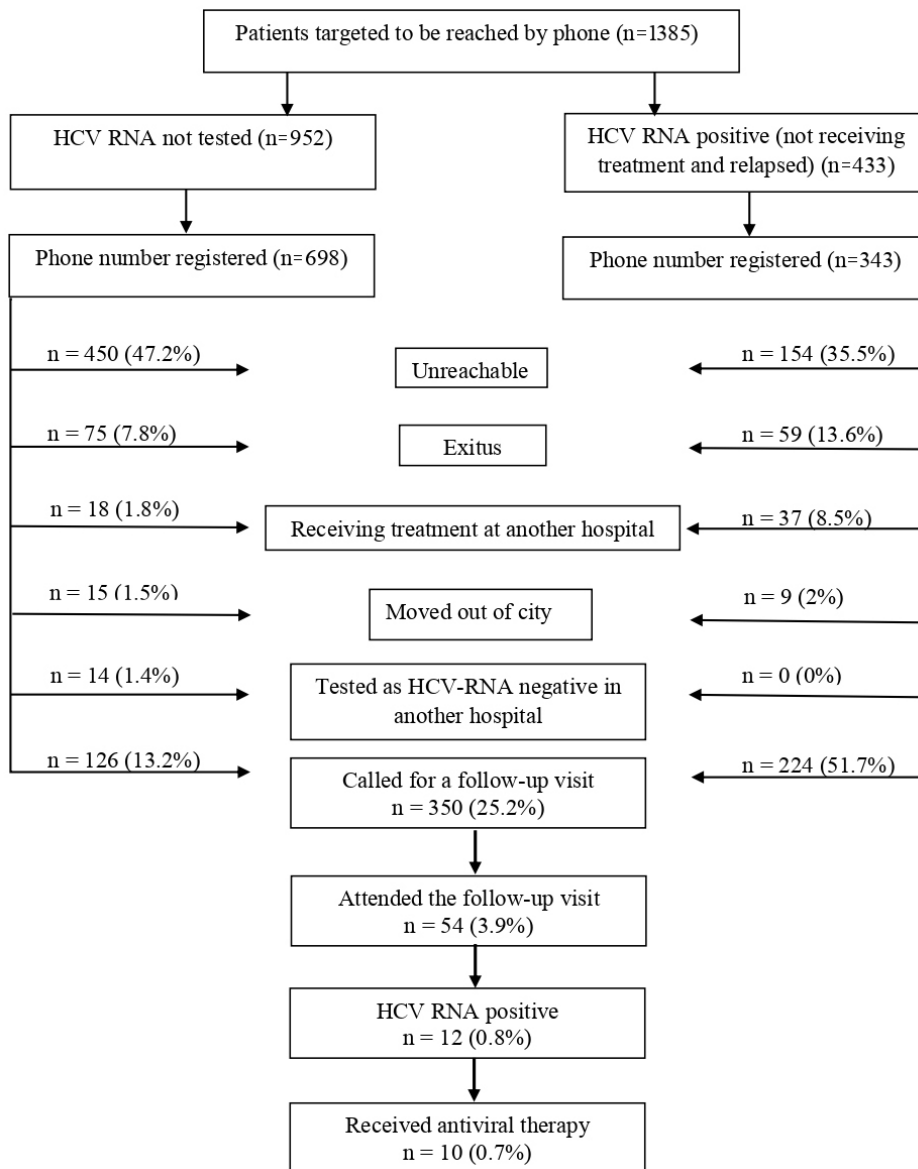 Patients targeted to be reached by phone (n=1385)
HCV RNA not tested (n=952)
HCV RNA positive (not receiving
treatment and relapsed) (n=433)
Phone number registered (n=698)
Phone number registered (n=343)
n = 450 (47.2%)
Unreachable
n = 154 (35.5%)
n = 75 (7.8%)
Exitus
n = 59 (13.6%)
n = 18 (1.8%)
Receiving treatment at another hospital
n = 37 (8.5%)
n = 15 (1.5%)
Moved out of city
n = 9 (2%)
n = 14 (1.4%)
Tested as HCV-RNA negative in
another hospital
n = 0 (0%)
n = 126 (13.2%)
Called for a follow-up visit
n = 350 (25.2%)
n = 224 (51.7%)
Attended the follow-up visit
n = 54 (3.9%)
HCV RNA positive
n = 12 (0.8%)
Received antiviral therapy
n = 10 (0.7%)